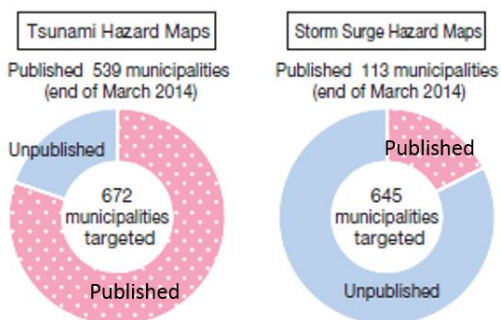 Tsunami Hazard Maps
Published 539 municipalities
(end of March 2014)
Unpublished
672
municipalities
targeted
Published
Storm Surge Hazard Maps
Published 113 municipalities
(end of March 2014)
Published
645
municipalities
targeted
Unpublished